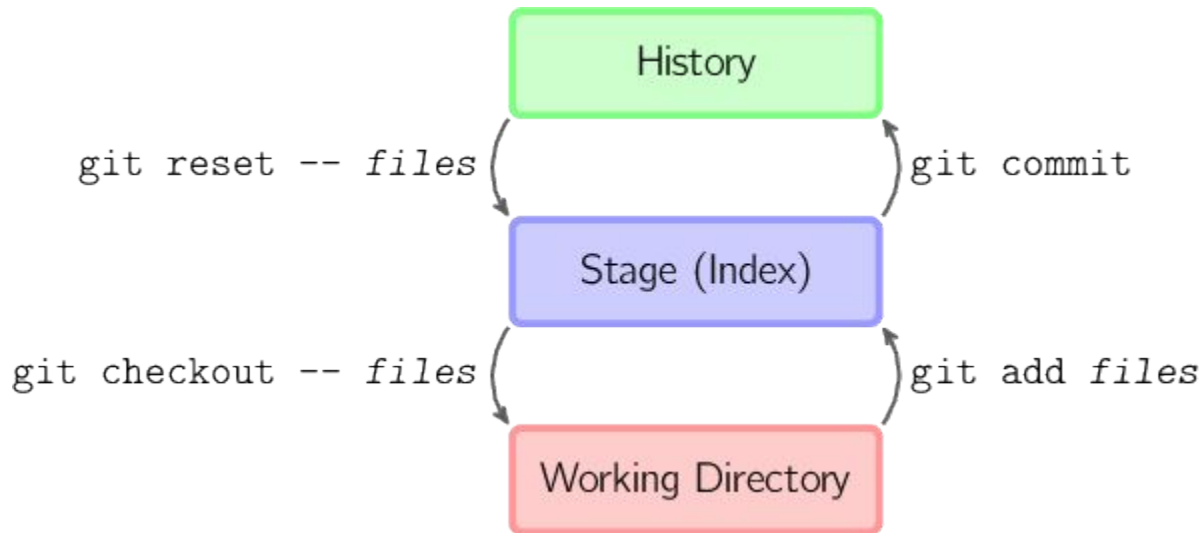 History
git reset -- files
git commit
Stage (Index)
git checkout -- files
git add files
Working Directory